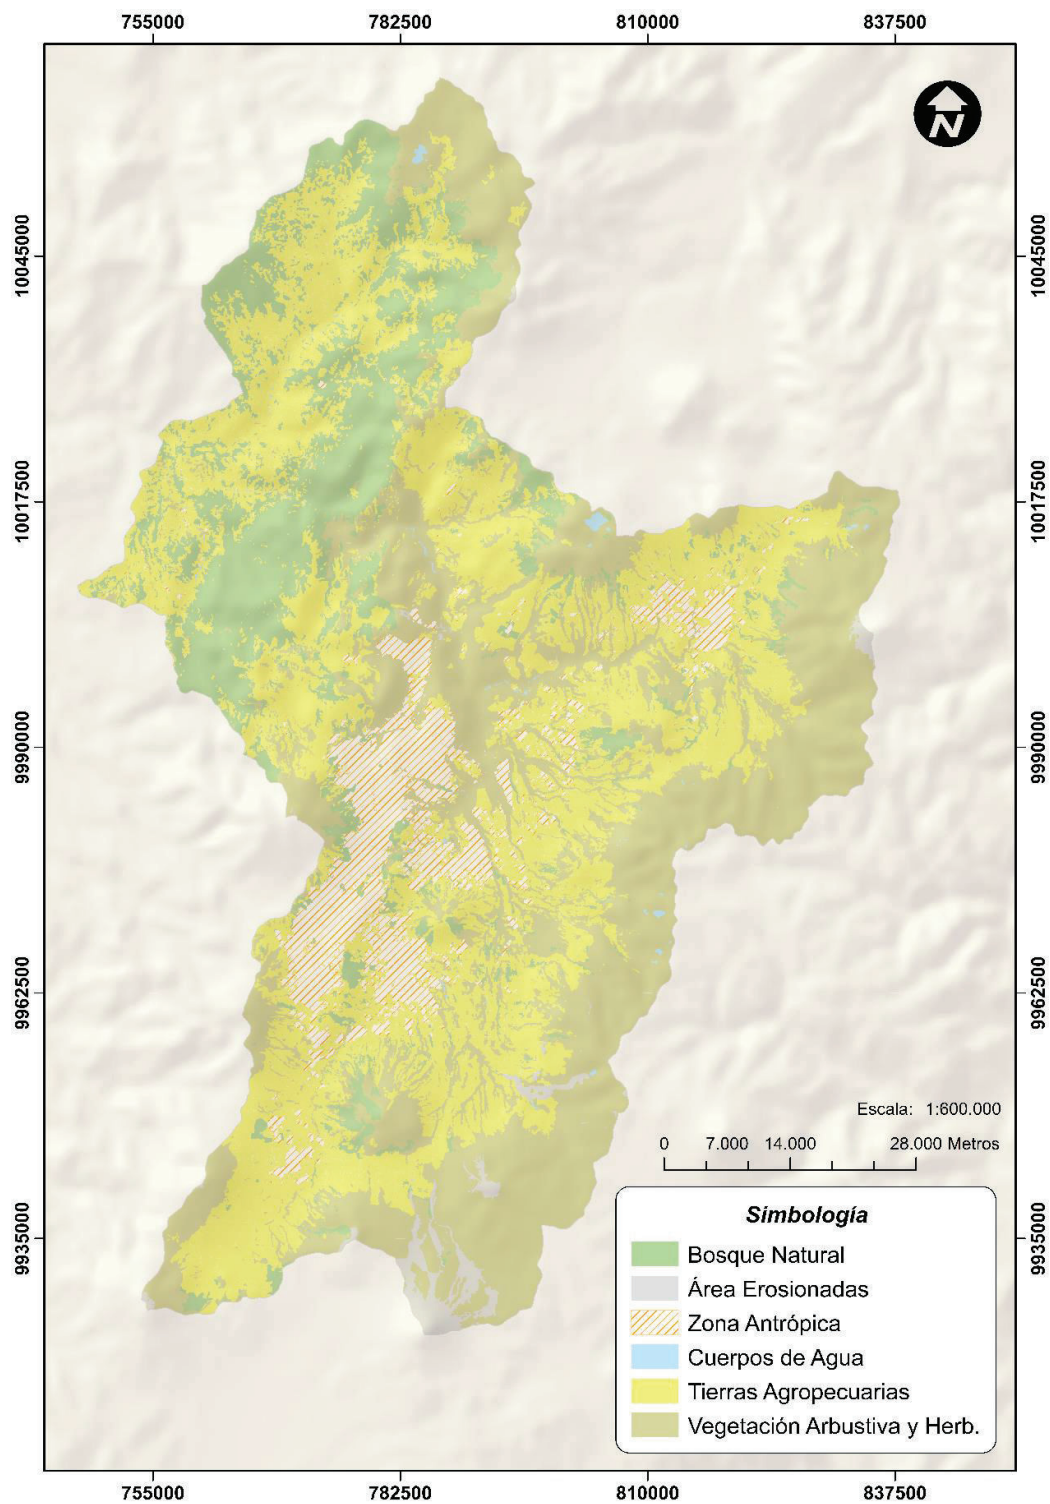 755000 782500 810000 837500
N
10045000 10045000
10017500 10017500
9990000 9990000
9962500 9962500
Escala: 1:600.000
0 7.000 14.000 28.000 Metros
9935000 9935000
Simbología
Bosque Natural
Área Erosionadas
Zona Antrópica
Cuerpos de Agua
Tierras Agropecuarias
Vegetación Arbustiva y Herb.
755000 782500 810000 837500